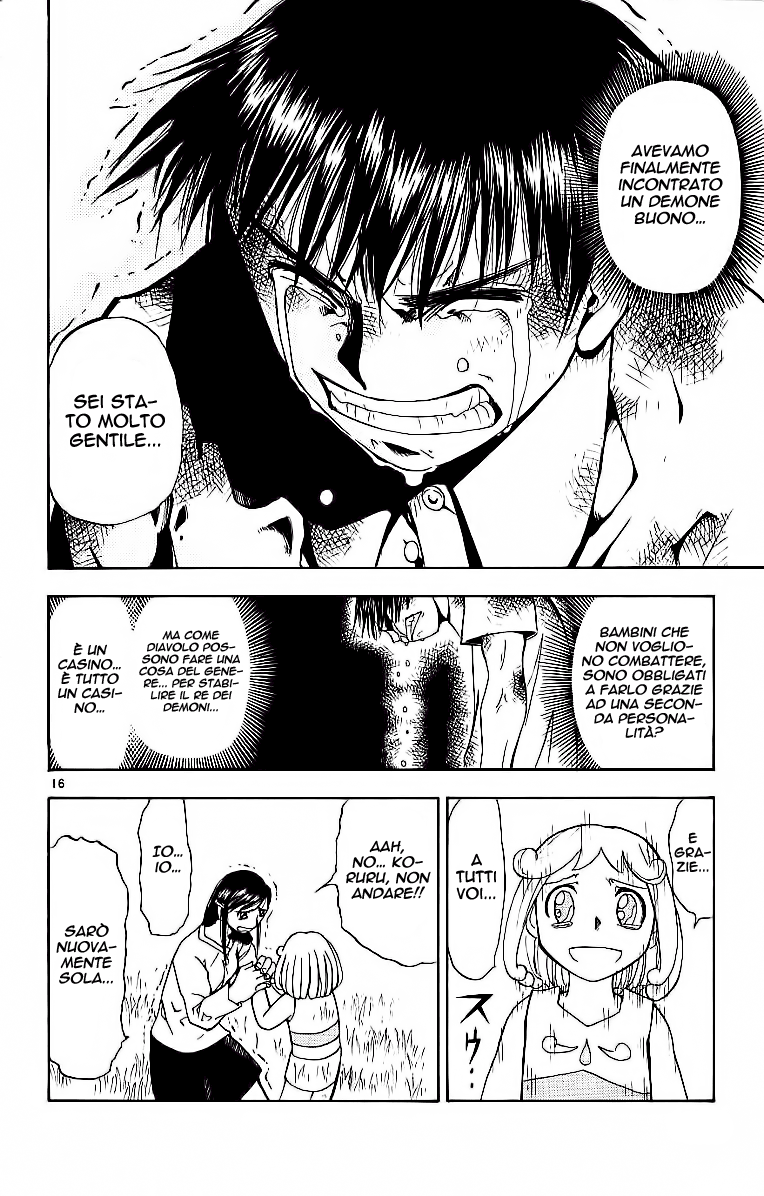 AVEVAMO
FINALMENTE
INCONTRATO
UN DEMONE
BUONO...
SEI STA-
TO MOLTO
GENTILE...
BAMBINI CHE
NON VOGLIO-
NO COMBATTERE,
SONO OBBLIGATI
A FARLO GRAZIE
AD UNA SECON-
DA PERSONA-
LITÀ?
MA COME
DIAVOLO POS-
SONO FARE UNA
COSA DEL GENE-
RE... PER STABI-
LIRE IL RE DEI
DEMONI...
È UN
CASINO...
È TUTTO
UN CASI-
NO...
16
E
GRA-
ZIE...
A
TUTTI
VOI...
スゥ…
AAH,
NO... KO-
RURU, NON
ANDARE!!
IO...
IO...
SARÒ
NUOVA-
MENTE
SOLA...